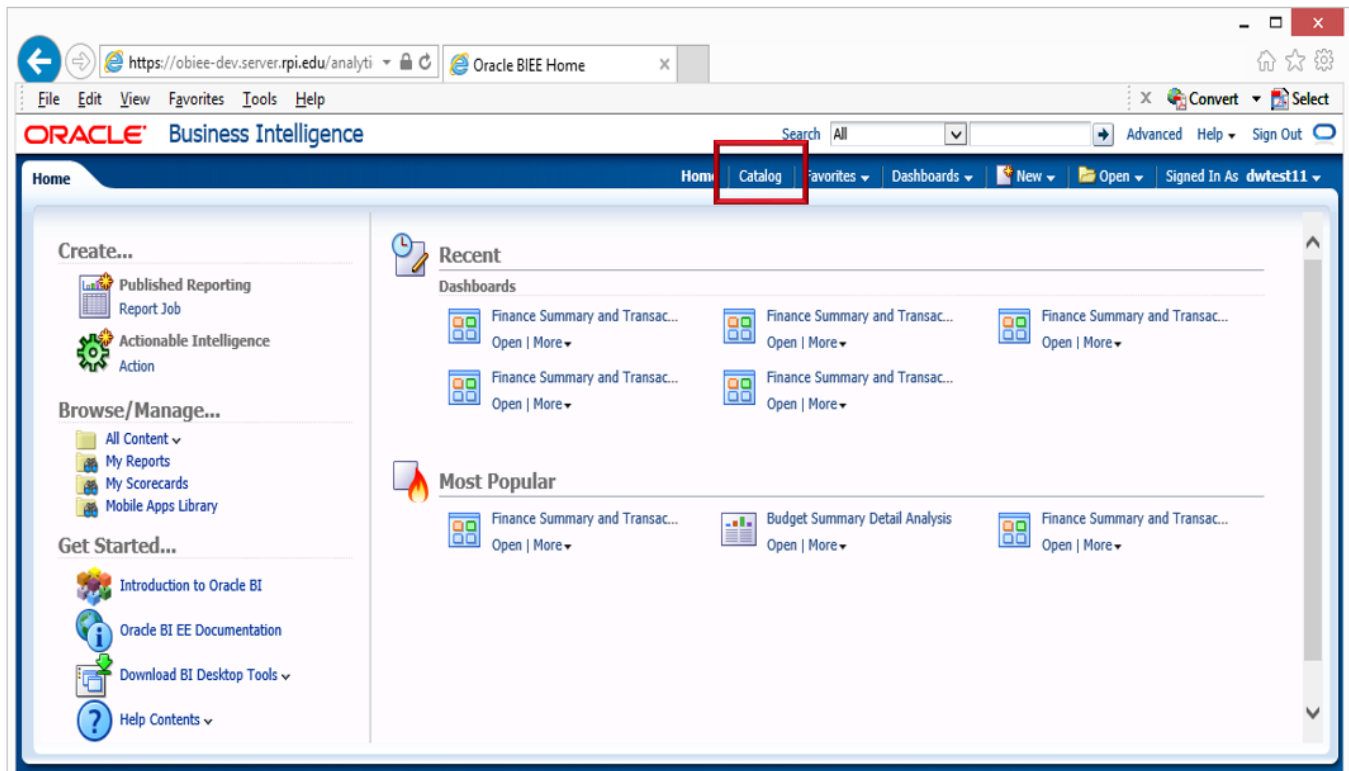 https://obiee-dev.server.rpi.edu/analyti
Oracle BIEE Home
File Edit View Favorites Tools Help
Convert Select
ORACLE Business Intelligence
Search All Advanced Help Sign Out
Home
Home Catalog Favorites Dashboards New Open Signed In As dwtest11
Create...
Published Reporting
Report Job
Actionable Intelligence
Action
Browse/Manage...
All Content
My Reports
My Scorecards
Mobile Apps Library
Get Started...
Introduction to Oracle BI
Oracle BI EE Documentation
Download BI Desktop Tools
Help Contents
Recent
Dashboards
Finance Summary and Transac... Finance Summary and Transac... Finance Summary and Transac...
Open | More Open | More Open | More
Finance Summary and Transac... Finance Summary and Transac...
Open | More Open | More
Most Popular
Finance Summary and Transac... Budget Summary Detail Analysis Finance Summary and Transac...
Open | More Open | More Open | More